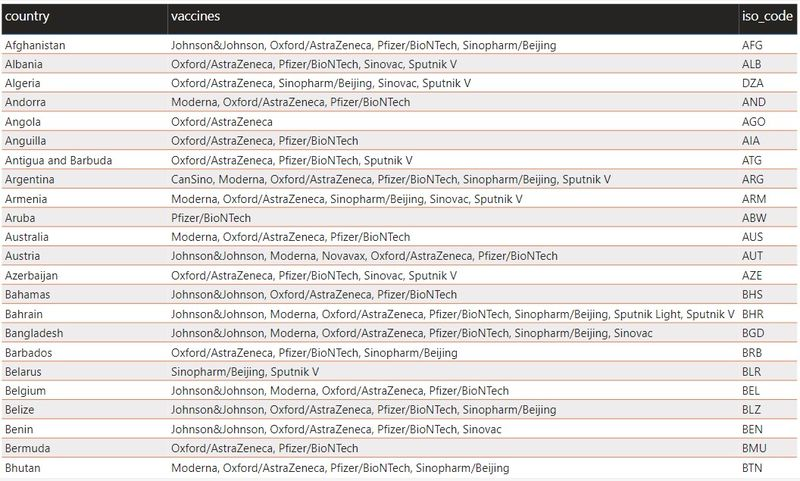 country vaccines iso_code
Afghanistan Johnson&Johnson, Oxford/AstraZeneca, Pfizer/BioNTech, Sinopharm/Beijing AFG
Albania Oxford/AstraZeneca, Pfizer/BioNTech, Sinovac, Sputnik V ALB
Algeria Oxford/AstraZeneca, Sinopharm/Beijing, Sinovac, Sputnik V DZA
Andorra Moderna, Oxford/AstraZeneca, Pfizer/BioNTech AND
Angola Oxford/AstraZeneca AGO
Anguilla Oxford/AstraZeneca, Pfizer/BioNTech AIA
Antigua and Barbuda Oxford/AstraZeneca, Pfizer/BioNTech, Sputnik V ATG
Argentina CanSino, Moderna, Oxford/AstraZeneca, Pfizer/BioNTech, Sinopharm/Beijing, Sputnik V ARG
Armenia Moderna, Oxford/AstraZeneca, Sinopharm/Beijing, Sinovac, Sputnik V ARM
Aruba Pfizer/BioNTech ABW
Australia Moderna, Oxford/AstraZeneca, Pfizer/BioNTech AUS
Austria Johnson&Johnson, Moderna, Novavax, Oxford/AstraZeneca, Pfizer/BioNTech AUT
Azerbaijan Oxford/AstraZeneca, Pfizer/BioNTech, Sinovac, Sputnik V AZE
Bahamas Johnson&Johnson, Oxford/AstraZeneca, Pfizer/BioNTech BHS
Bahrain Johnson&Johnson, Moderna, Oxford/AstraZeneca, Pfizer/BioNTech, Sinopharm/Beijing, Sputnik Light, Sputnik V BHR
Bangladesh Johnson&Johnson, Moderna, Oxford/AstraZeneca, Pfizer/BioNTech, Sinopharm/Beijing, Sinovac BGD
Barbados Oxford/AstraZeneca, Pfizer/BioNTech, Sinopharm/Beijing BRB
Belarus Sinopharm/Beijing, Sputnik V BLR
Belgium Johnson&Johnson, Moderna, Oxford/AstraZeneca, Pfizer/BioNTech BEL
Belize Johnson&Johnson, Oxford/AstraZeneca, Pfizer/BioNTech, Sinopharm/Beijing BLZ
Benin Johnson&Johnson, Oxford/AstraZeneca, Pfizer/BioNTech, Sinovac BEN
Bermuda Oxford/AstraZeneca, Pfizer/BioNTech BMU
Bhutan Moderna, Oxford/AstraZeneca, Pfizer/BioNTech, Sinopharm/Beijing BTN